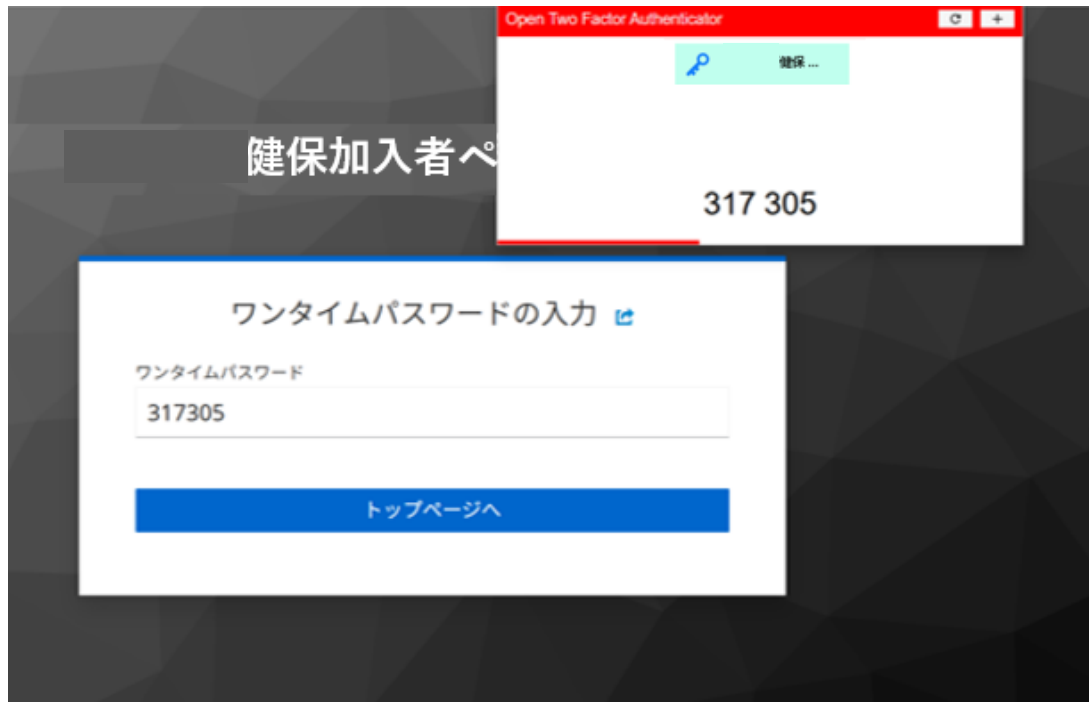 Open Two Factor Authenticator
健保...
健保加入者ペ
317 305
ワンタイムパスワードの入力
ワンタイムパスワード
317305
トップページへ